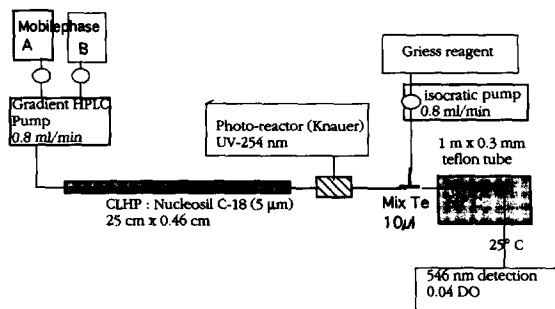 Mobilephase
A B
Gradient HPLC
Pump
0.8 ml/min
Griess reagent
isocratic pump
0.8 ml/min
Photo-reactor (Knauer)
UV-254 nm
1 m x 0.3 mm
teflon tube
CLHP : Nucleosil C-18 (5 µm)
25 cm x 0.46 cm
Mix Te
10µl
25° C
546 nm detection
0.04 DO